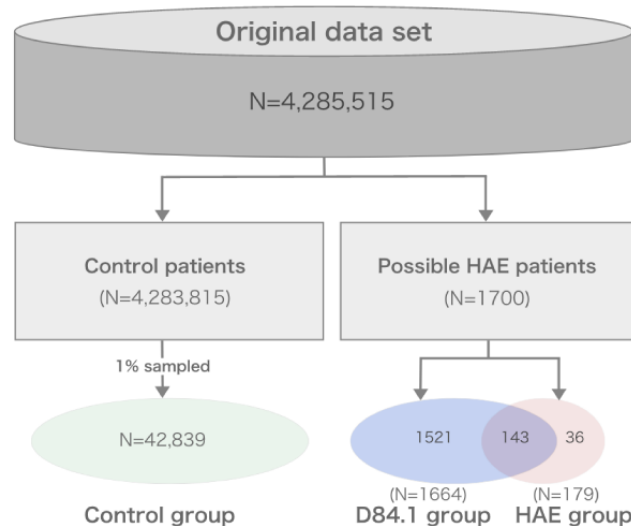 Original data set
N=4,285,515
Control patients
(N=4,283,815)
Possible HAE patients
(N=1700)
1% sampled
N=42,839
1521
143
36
(N=1664)
(N=179)
Control group
D84.1 group
HAE group